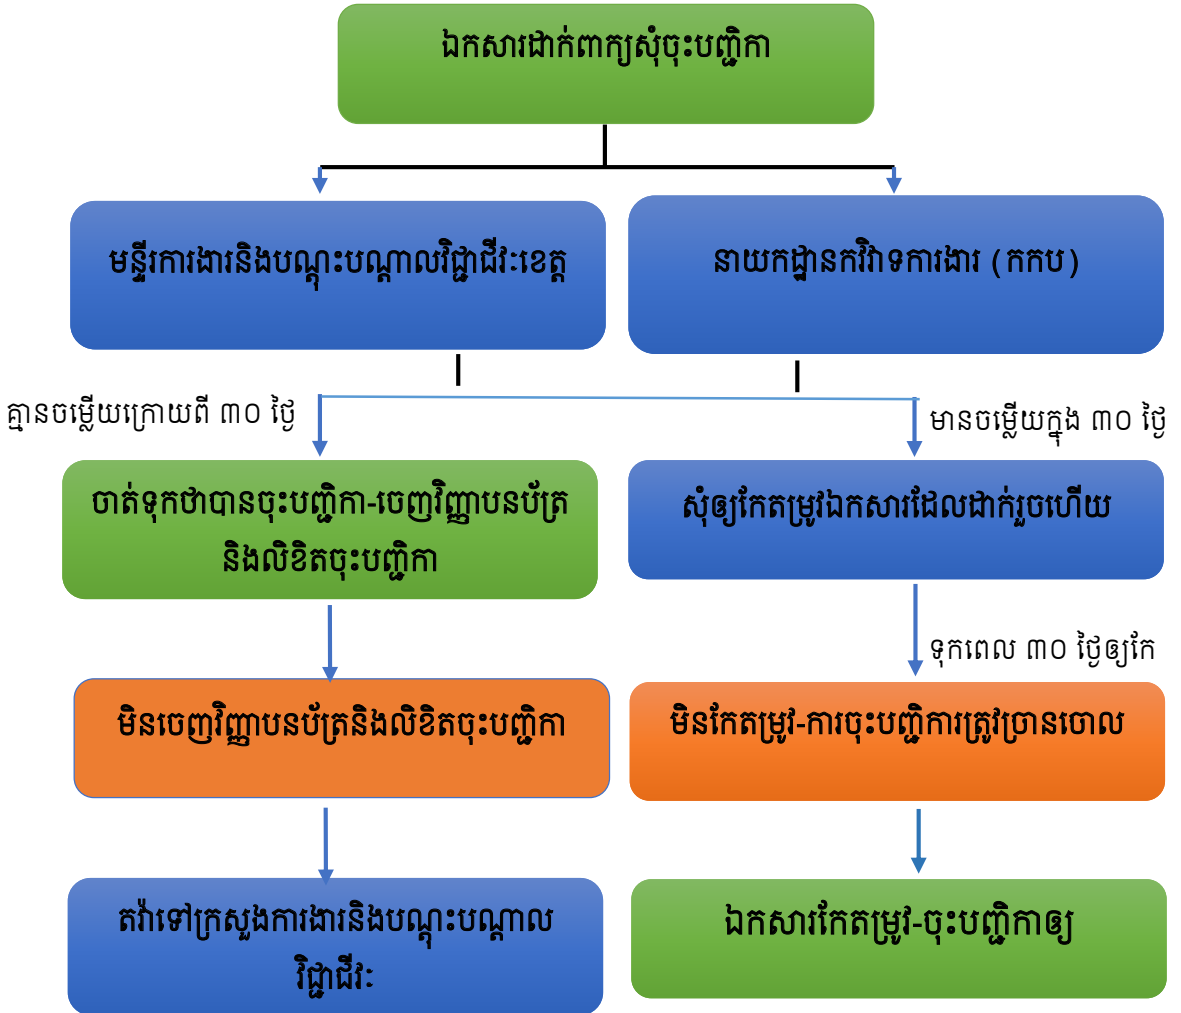 ឯកសារដាក់ពាក្យសុំចុះបញ្ជិកា
មន្ទីរការងារនិងបណ្តុះបណ្តាលវិជ្ជាជីវៈខេត្ត
នាយកដ្ឋានកវិវាទការងារ (កកប)
គ្មានចម្លើយក្រោយពី ៣០ ថ្ងៃ
មានចម្លើយក្នុង ៣០ ថ្ងៃ
ចាត់ទុកថាបានចុះបញ្ជិកា-ចេញវិញ្ញាបនប័ត្រ
និងលិខិតចុះបញ្ជិកា
សុំឲ្យកែតម្រូវឯកសារដែលដាក់រួចហើយ
ទុកពេល ៣០ ថ្ងៃឲ្យកែ
មិនចេញវិញ្ញាបនប័ត្រនិងលិខិតចុះបញ្ជិកា
មិនកែតម្រូវ-ការចុះបញ្ជិការត្រូវច្រានចោល
តវ៉ាទៅក្រសួងការងារនិងបណ្តុះបណ្តាល
វិជ្ជាជីវៈ
ឯកសារកែតម្រូវ-ចុះបញ្ជិកាឲ្យ